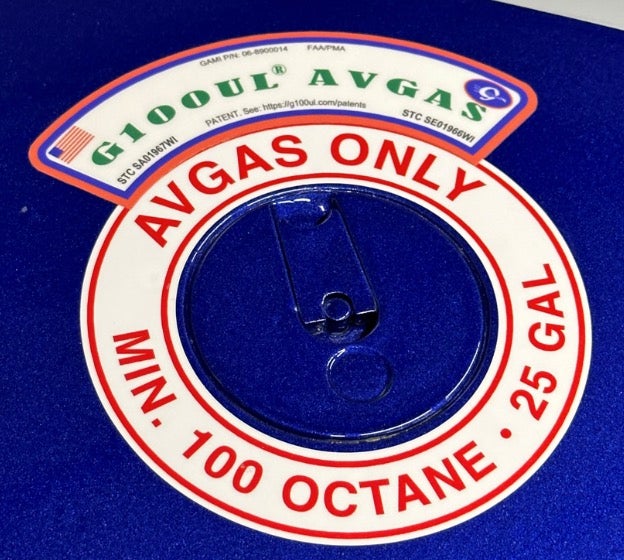 GAMI P/N: 06-8900014 FAA/PMA
G100UL® AVGAS
PATENT. See: https://g100ul.com/patents
STC SA01967WI
STC SE01966WI
AVGAS ONLY
MIN. 100 OCTANE • 25 GAL